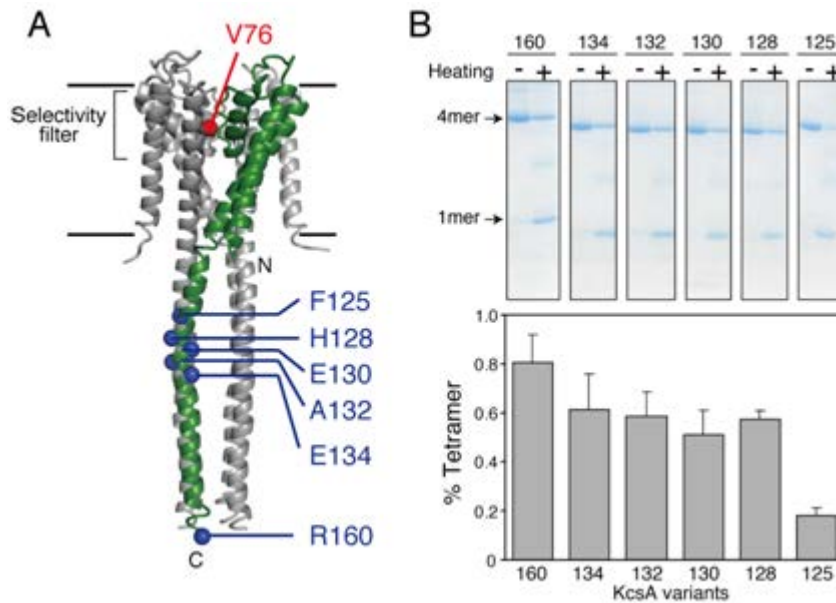 A
V76
Selectivity
filter
N
F125
H128
E130
A132
E134
R160
C
B
160 134 132 130 128 125
Heating - + - + - + - + - + - +
4mer
1mer
% Tetramer
1.0
0.8
0.6
0.4
0.2
0
160 134 132 130 128 125
KcsA variants